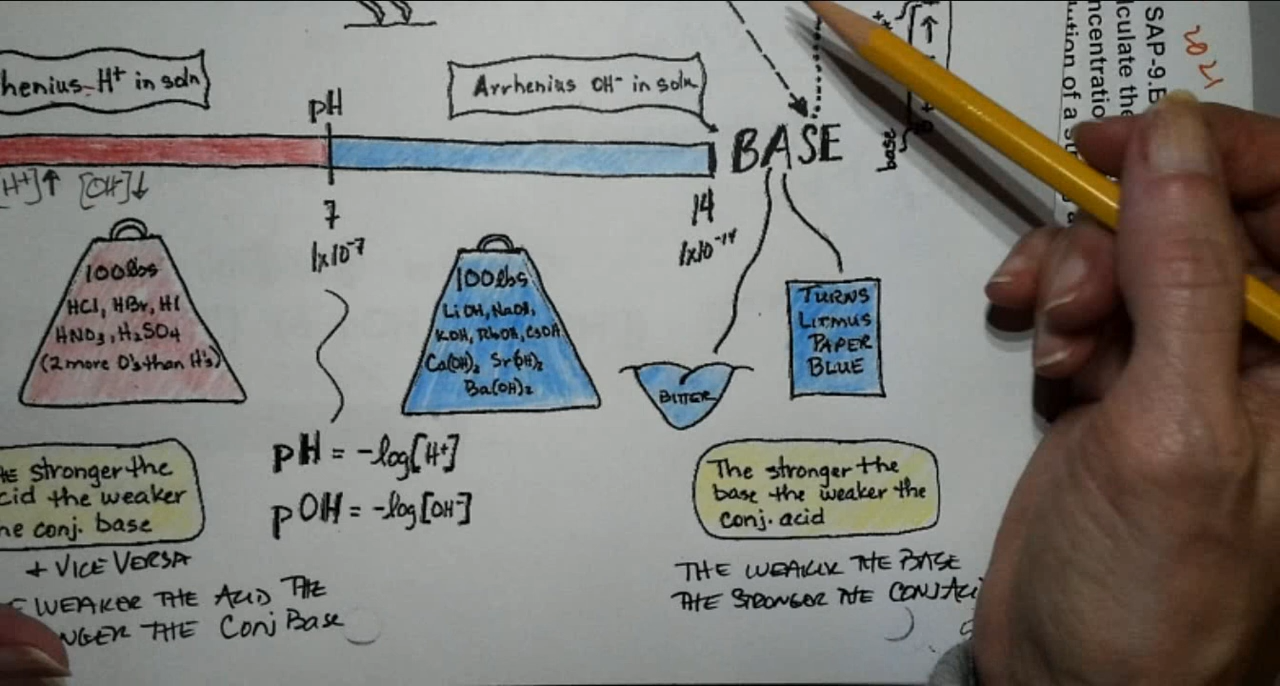 henius-H⁺ in soln
Arrhenius OH⁻ in soln
pH
BASE
base
[H⁺]↑ [OH⁻]↓
7
14
1x10⁻⁷
1x10⁻¹⁴
100lbs
HCl, HBr, HI
HNO₃, H₂SO₄
(2 more O's than H's)
100lbs
LiOH, NaOH,
KOH, RbOH, CsOH
Ca(OH)₂ Sr(OH)₂
Ba(OH)₂
BITTER
TURNS
LITMUS
PAPER
BLUE
stronger the
cid the weaker
conj. base
+ VICE VERSA
WEAKER THE ACID THE
NGER THE Conj Base
pH = -log[H⁺]
pOH = -log[OH⁻]
The stronger the
base the weaker the
conj. acid
THE WEAKER THE BASE
THE STRONGER THE CONJ ACI
SAP-9.B
lculate the
ncentratio
lution of a s
2021